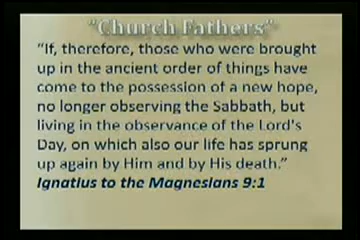 "Church Fathers"
“If, therefore, those who were brought
up in the ancient order of things have
come to the possession of a new hope,
no longer observing the Sabbath, but
living in the observance of the Lord's
Day, on which also our life has sprung
up again by Him and by His death.”
Ignatius to the Magnesians 9:1